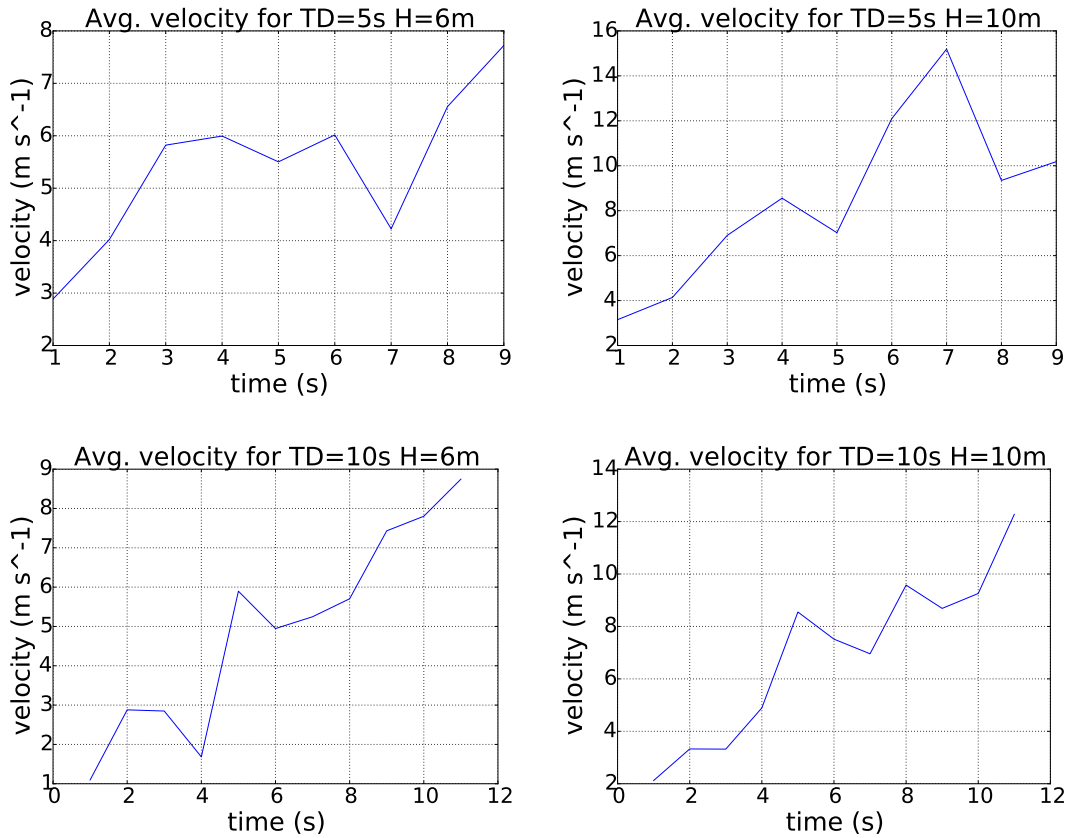 Avg. velocity for TD=5s H=6m
velocity (m s^-1)
8
7
6
5
4
3
2
1 2 3 4 5 6 7 8 9
time (s)
Avg. velocity for TD=5s H=10m
velocity (m s^-1)
16
14
12
10
8
6
4
2
1 2 3 4 5 6 7 8 9
time (s)
Avg. velocity for TD=10s H=6m
velocity (m s^-1)
9
8
7
6
5
4
3
2
1
0 2 4 6 8 10 12
time (s)
Avg. velocity for TD=10s H=10m
velocity (m s^-1)
14
12
10
8
6
4
2
0 2 4 6 8 10 12
time (s)